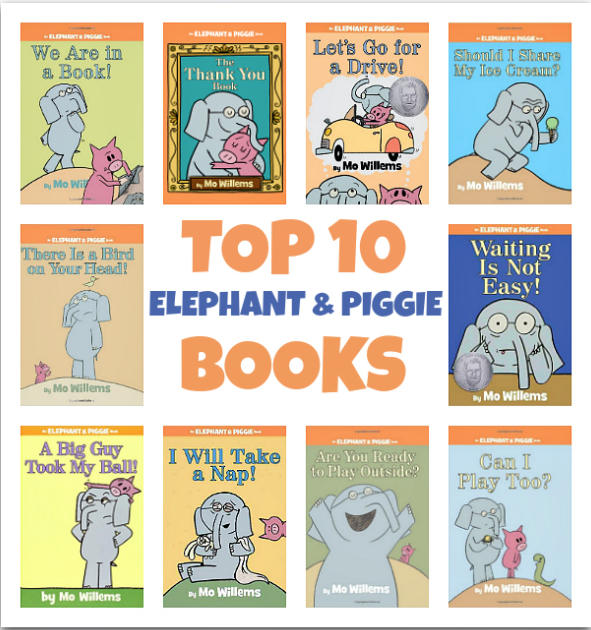 An ELEPHANT & PIGGIE Book
We Are in
a Book!
By Mo Willems
The
Thank You
Book
By Mo Willems
An ELEPHANT & PIGGIE Book
Let's Go for
a Drive!
By Mo Willems
An ELEPHANT & PIGGIE Book
Should I Share
My Ice Cream?
By Mo Willems
An ELEPHANT & PIGGIE Book
There Is a Bird
on Your Head!
By Mo Willems
TOP 10
ELEPHANT & PIGGIE
BOOKS
An ELEPHANT & PIGGIE Book
Waiting
Is Not
Easy!
By Mo Willems
An ELEPHANT & PIGGIE Book
A Big Guy
Took My Ball!
by Mo Willems
An ELEPHANT & PIGGIE Book
I Will Take
a Nap!
By Mo Willems
An ELEPHANT & PIGGIE Book
Are You Ready
to Play Outside?
By Mo Willems
An ELEPHANT & PIGGIE Book
Can I
Play Too?
By Mo Willems